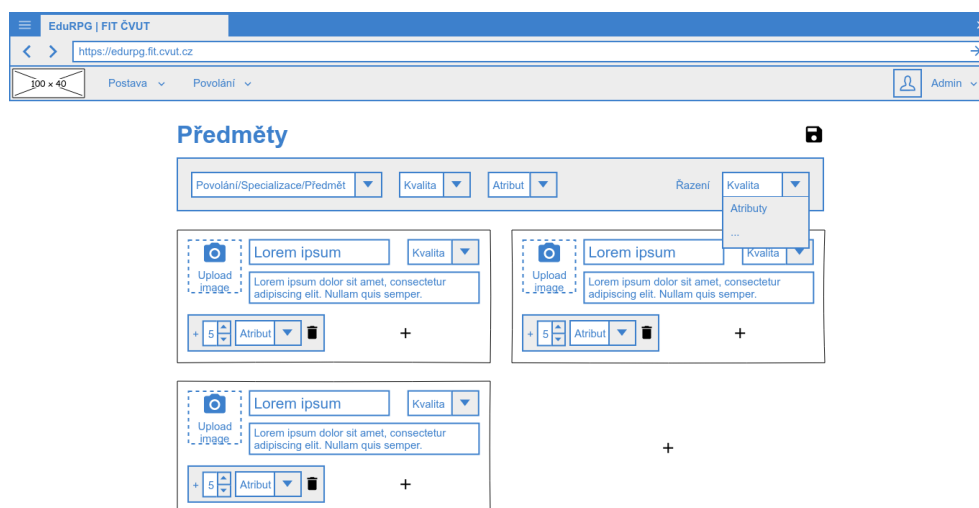 EduRPG | FIT ČVUT
https://edurpg.fit.cvut.cz
100 x 40 Postava Povolání Admin
Předměty
Povolání/Specializace/Předmět Kvalita Atribut Řazení Kvalita
Atributy
...
Lorem ipsum Kvalita
Upload
image
Lorem ipsum dolor sit amet, consectetur
adipiscing elit. Nullam quis semper.
+ 5 Atribut +
Lorem ipsum Kvalita
Upload
image
Lorem ipsum dolor sit amet, consectetur
adipiscing elit. Nullam quis semper.
+ 5 Atribut +
Lorem ipsum Kvalita
Upload
image
Lorem ipsum dolor sit amet, consectetur
adipiscing elit. Nullam quis semper.
+ 5 Atribut +
+